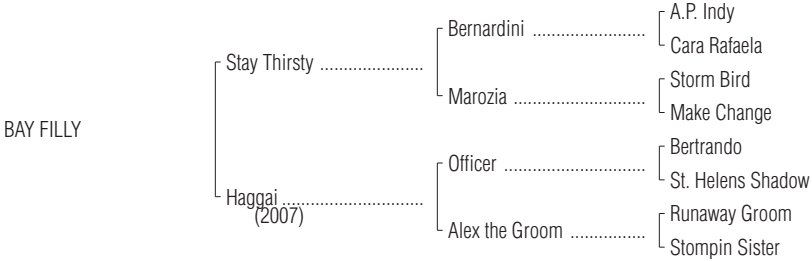 A.P. Indy
Bernardini ........................
Cara Rafaela
Stay Thirsty ......................
Storm Bird
Marozia ............................
Make Change
BAY FILLY
Bertrando
Officer ..............................
St. Helens Shadow
Haggai ..............................
(2007)
Runaway Groom
Alex the Groom ................
Stompin Sister